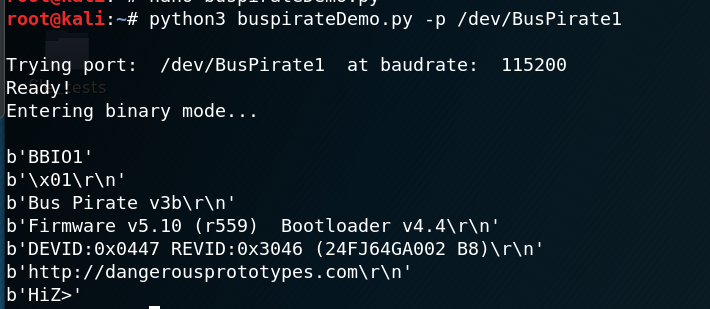 root@kali:~# nano buspirateDemo.py
root@kali:~# python3 buspirateDemo.py -p /dev/BusPirate1
Trying port:  /dev/BusPirate1  at baudrate:  115200
Ready!
Entering binary mode...
b'BBIO1'
b'\x01\r\n'
b'Bus Pirate v3b\r\n'
b'Firmware v5.10 (r559)  Bootloader v4.4\r\n'
b'DEVID:0x0447 REVID:0x3046 (24FJ64GA002 B8)\r\n'
b'http://dangerousprototypes.com\r\n'
b'HiZ>'